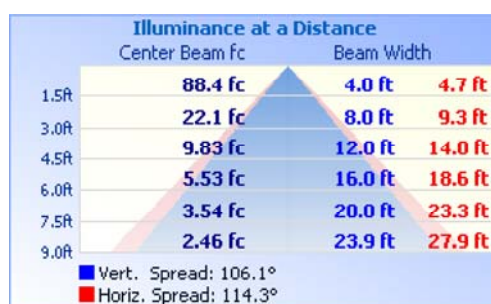 Illuminance at a Distance
Center Beam fc Beam Width
1.5ft 88.4 fc 4.0 ft 4.7 ft
3.0ft 22.1 fc 8.0 ft 9.3 ft
4.5ft 9.83 fc 12.0 ft 14.0 ft
6.0ft 5.53 fc 16.0 ft 18.6 ft
7.5ft 3.54 fc 20.0 ft 23.3 ft
9.0ft 2.46 fc 23.9 ft 27.9 ft
Vert. Spread: 106.1°
Horiz. Spread: 114.3°